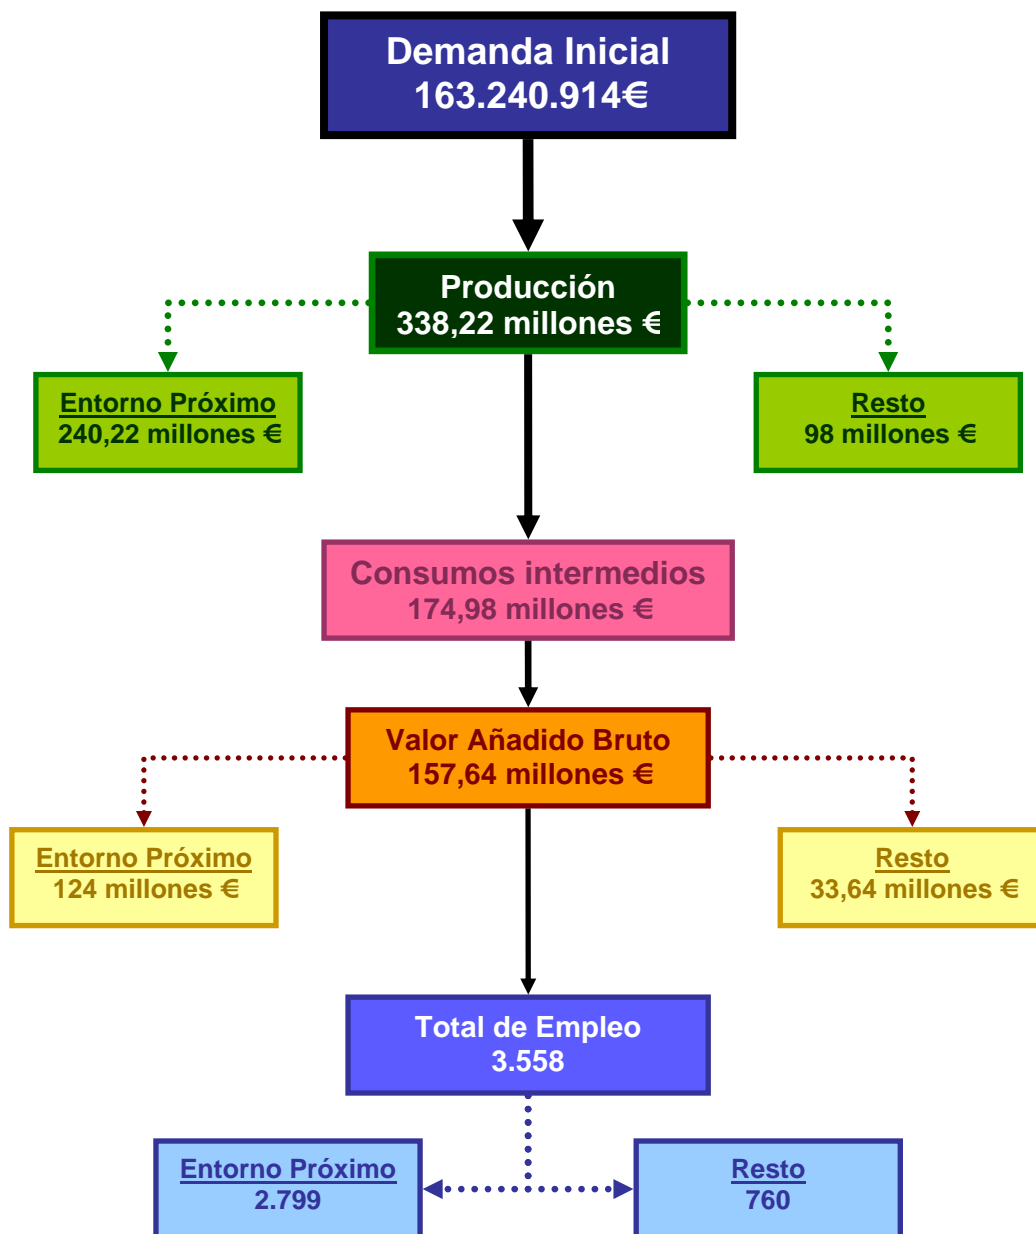 Demanda Inicial
163.240.914€
Producción
338,22 millones €
Entorno Próximo
240,22 millones €
Resto
98 millones €
Consumos intermedios
174,98 millones €
Valor Añadido Bruto
157,64 millones €
Entorno Próximo
124 millones €
Resto
33,64 millones €
Total de Empleo
3.558
Entorno Próximo
2.799
Resto
760